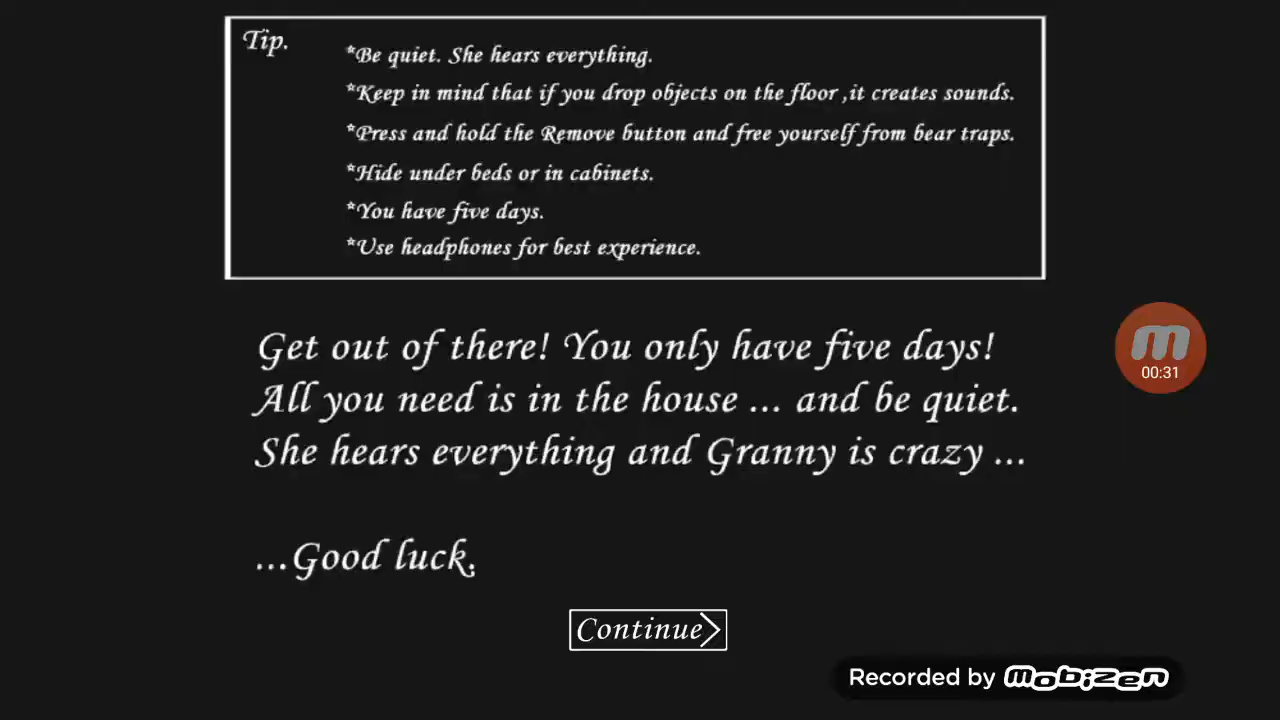 Tip.
*Be quiet. She hears everything.
*Keep in mind that if you drop objects on the floor ,it creates sounds.
*Press and hold the Remove button and free yourself from bear traps.
*Hide under beds or in cabinets.
*You have five days.
*Use headphones for best experience.
Get out of there! You only have five days!
All you need is in the house ... and be quiet.
She hears everything and Granny is crazy ...
...Good luck.
Continue
00:31
Recorded by mobizen